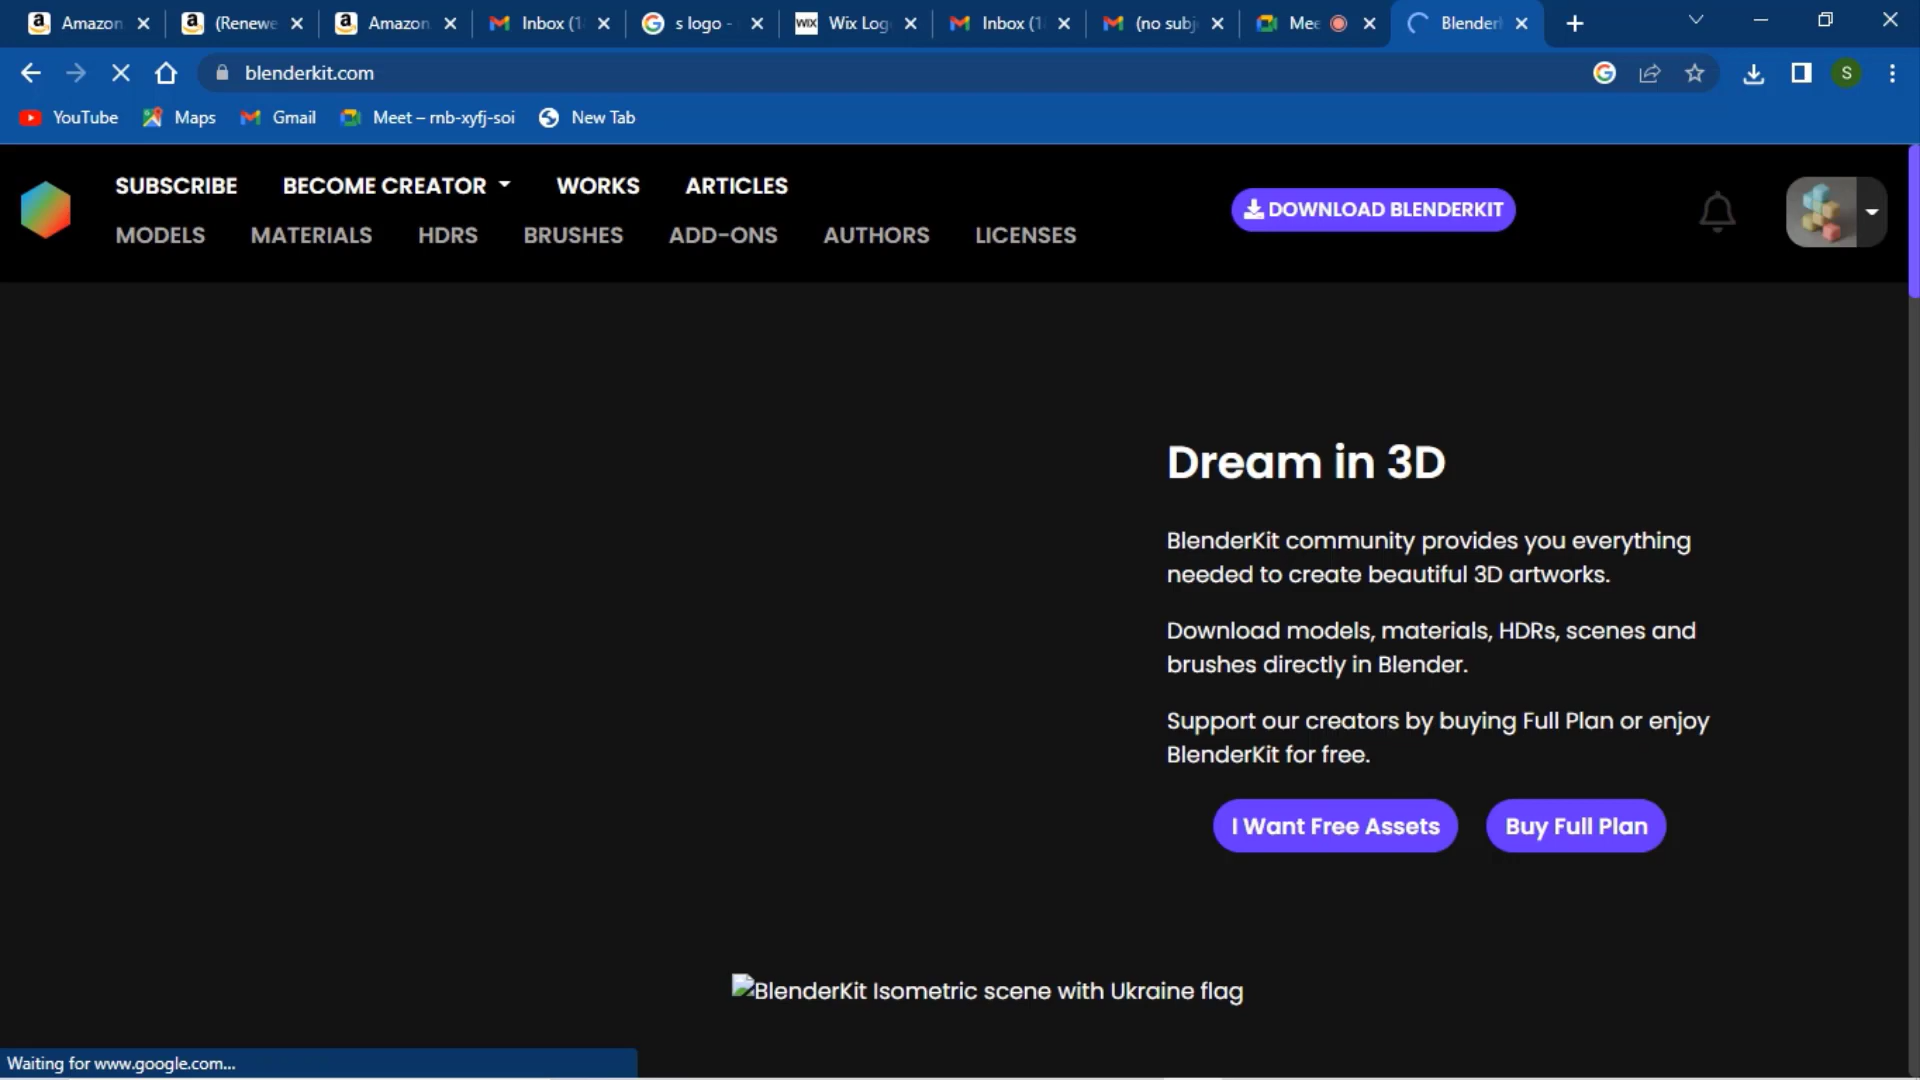 Amazon
(Renewe
Amazon
Inbox (1
s logo -
WIX
Wix Log
Inbox (1
(no subj
Mee
Blenderk
blenderkit.com
S
YouTube
Maps
Gmail
Meet – rnb-xyfj-soi
New Tab
SUBSCRIBE BECOME CREATOR WORKS ARTICLES
MODELS MATERIALS HDRS BRUSHES ADD-ONS AUTHORS LICENSES
DOWNLOAD BLENDERKIT
Dream in 3D
BlenderKit community provides you everything
needed to create beautiful 3D artworks.
Download models, materials, HDRs, scenes and
brushes directly in Blender.
Support our creators by buying Full Plan or enjoy
BlenderKit for free.
I Want Free Assets
Buy Full Plan
BlenderKit Isometric scene with Ukraine flag
Waiting for www.google.com...